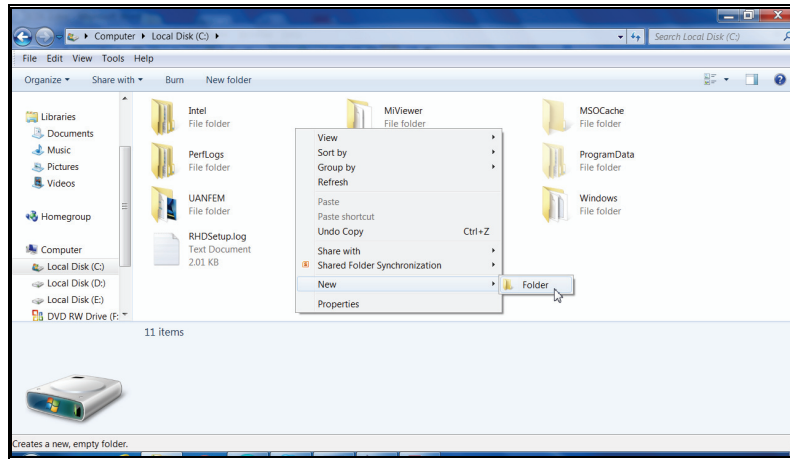 Computer ▸ Local Disk (C:) ▸
Search Local Disk (C:)
File Edit View Tools Help
Organize Share with Burn New folder
Libraries
Documents
Music
Pictures
Videos
Homegroup
Computer
Local Disk (C:)
Local Disk (D:)
Local Disk (E:)
DVD RW Drive (F:
Intel
File folder
PerfLogs
File folder
UANFEM
File folder
RHDSetup.log
Text Document
2.01 KB
MiViewer
File folder
MSOCache
File folder
ProgramData
File folder
Windows
File folder
View
Sort by
Group by
Refresh
Paste
Paste shortcut
Undo Copy Ctrl+Z
Share with
Shared Folder Synchronization
New
Properties
Folder
11 items
Creates a new, empty folder.